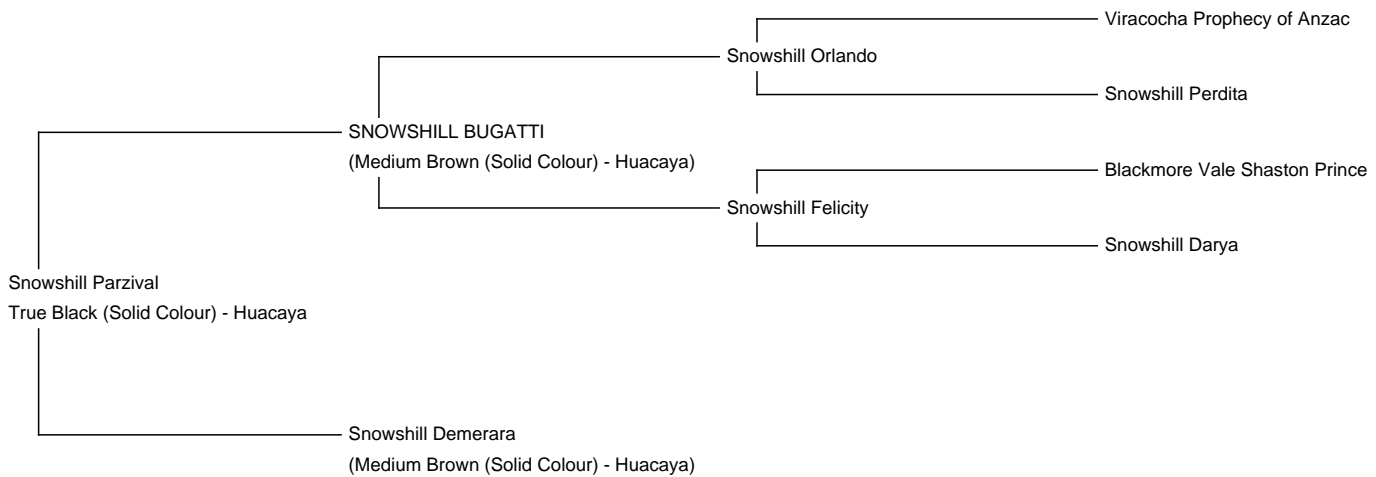 Viracocha Prophecy of Anzac
Snowshill Orlando
Snowshill Perdita
SNOWSHILL BUGATTI
(Medium Brown (Solid Colour) - Huacaya)
Blackmore Vale Shaston Prince
Snowshill Felicity
Snowshill Darya
Snowshill Parzival
True Black (Solid Colour) - Huacaya
Snowshill Demerara
(Medium Brown (Solid Colour) - Huacaya)